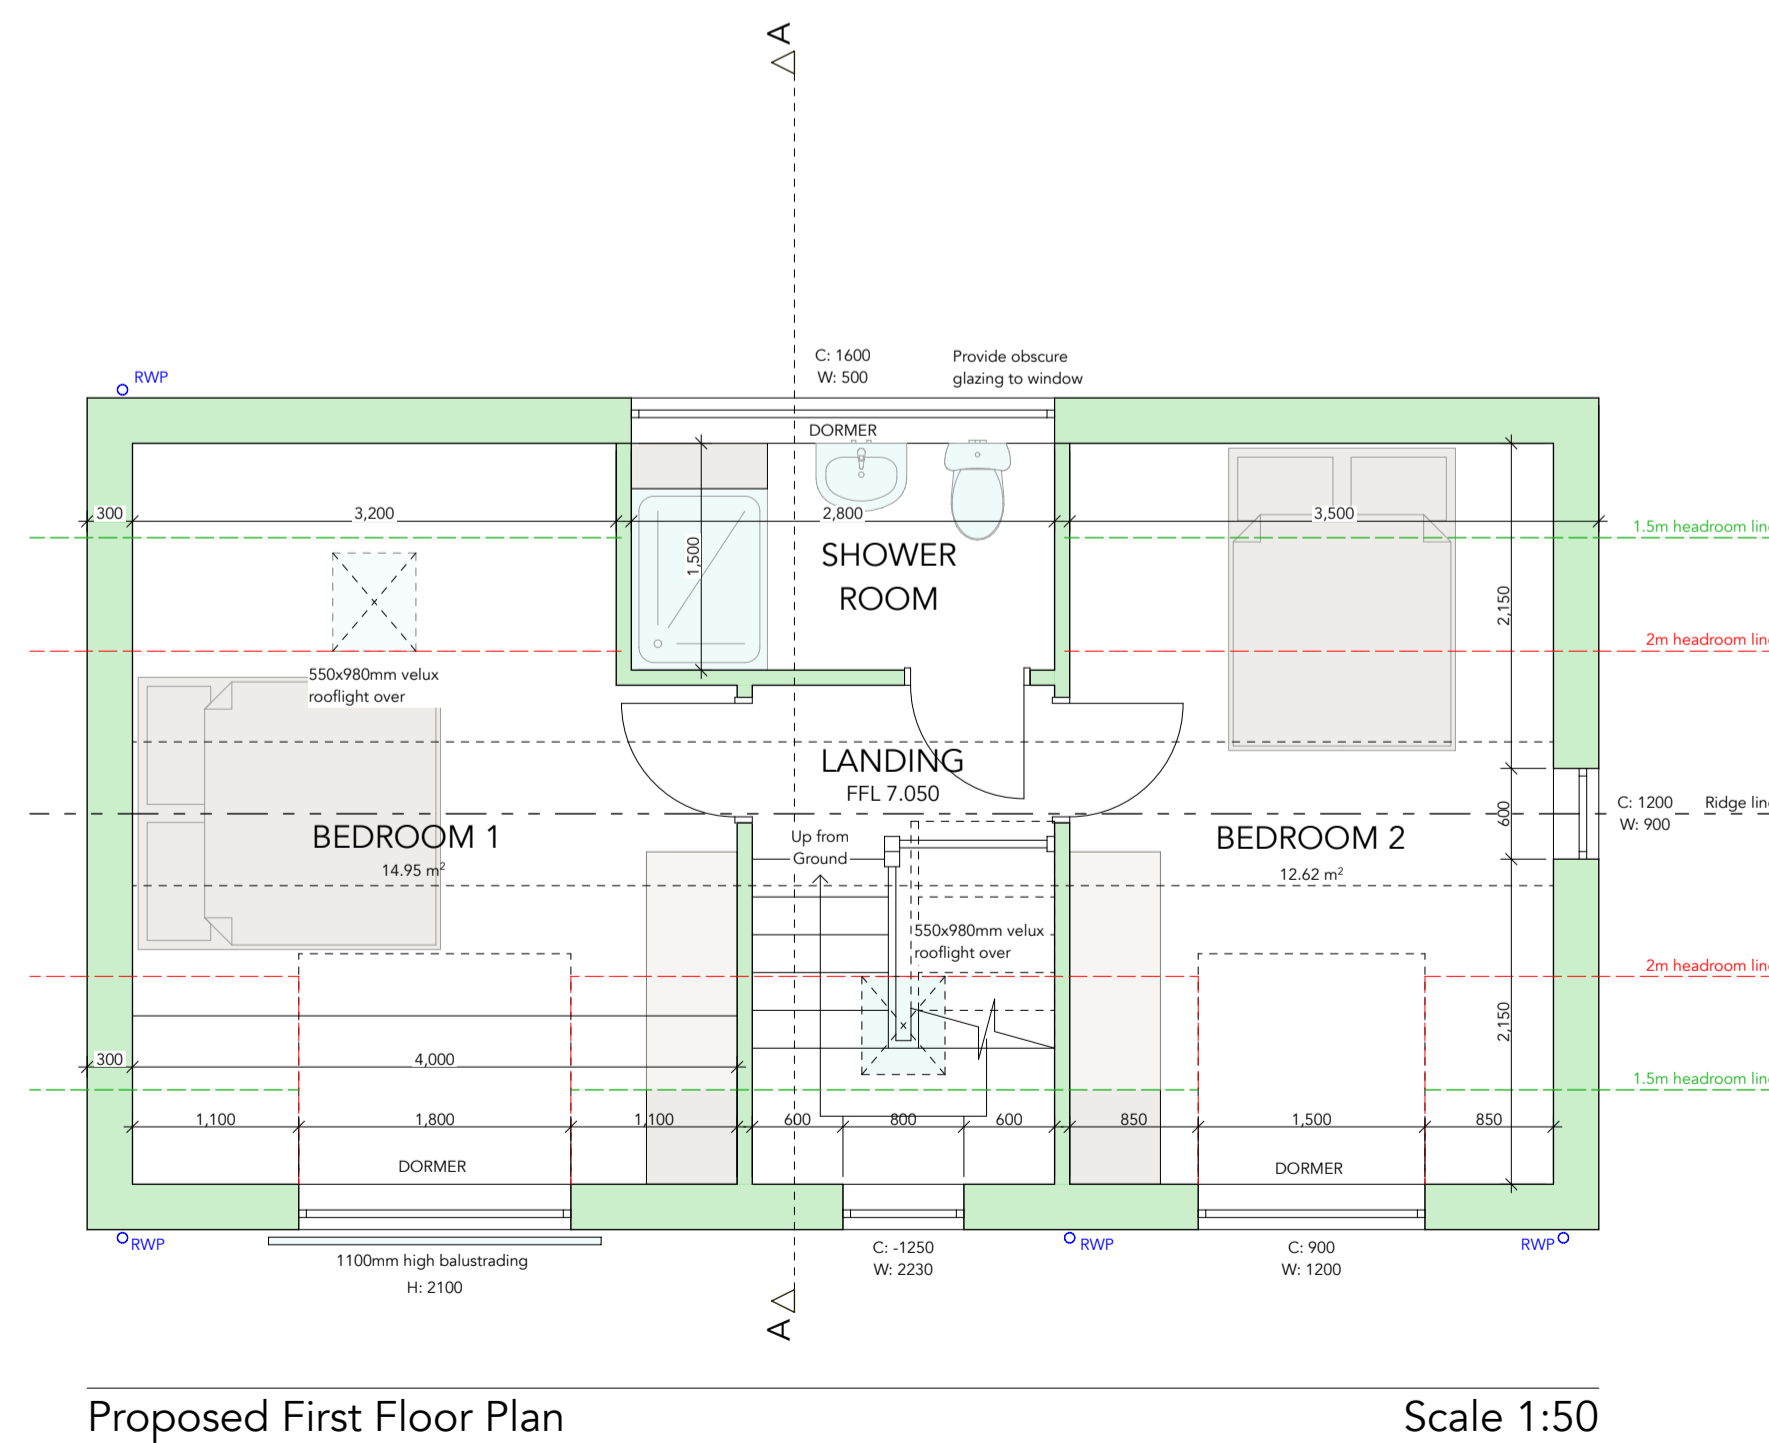 A
C: 1600
W: 500
Provide obscure
glazing to window
RWP
DORMER
300
3,200
2,800
3,500
1.5m headroom line
1,500
SHOWER
ROOM
2,150
2m headroom line
550x980mm velux
rooflight over
LANDING
FFL 7.050
C: 1200
W: 900
Ridge line
600
BEDROOM 1
14.95 m²
Up from
Ground
BEDROOM 2
12.62 m²
550x980mm velux
rooflight over
2m headroom line
2,150
300
4,000
1.5m headroom line
1,100
1,800
1,100
600
800
600
850
1,500
850
DORMER
DORMER
RWP
1100mm high balustrading
H: 2100
C: -1250
W: 2230
RWP
C: 900
W: 1200
RWP
A
Proposed First Floor Plan
Scale 1:50